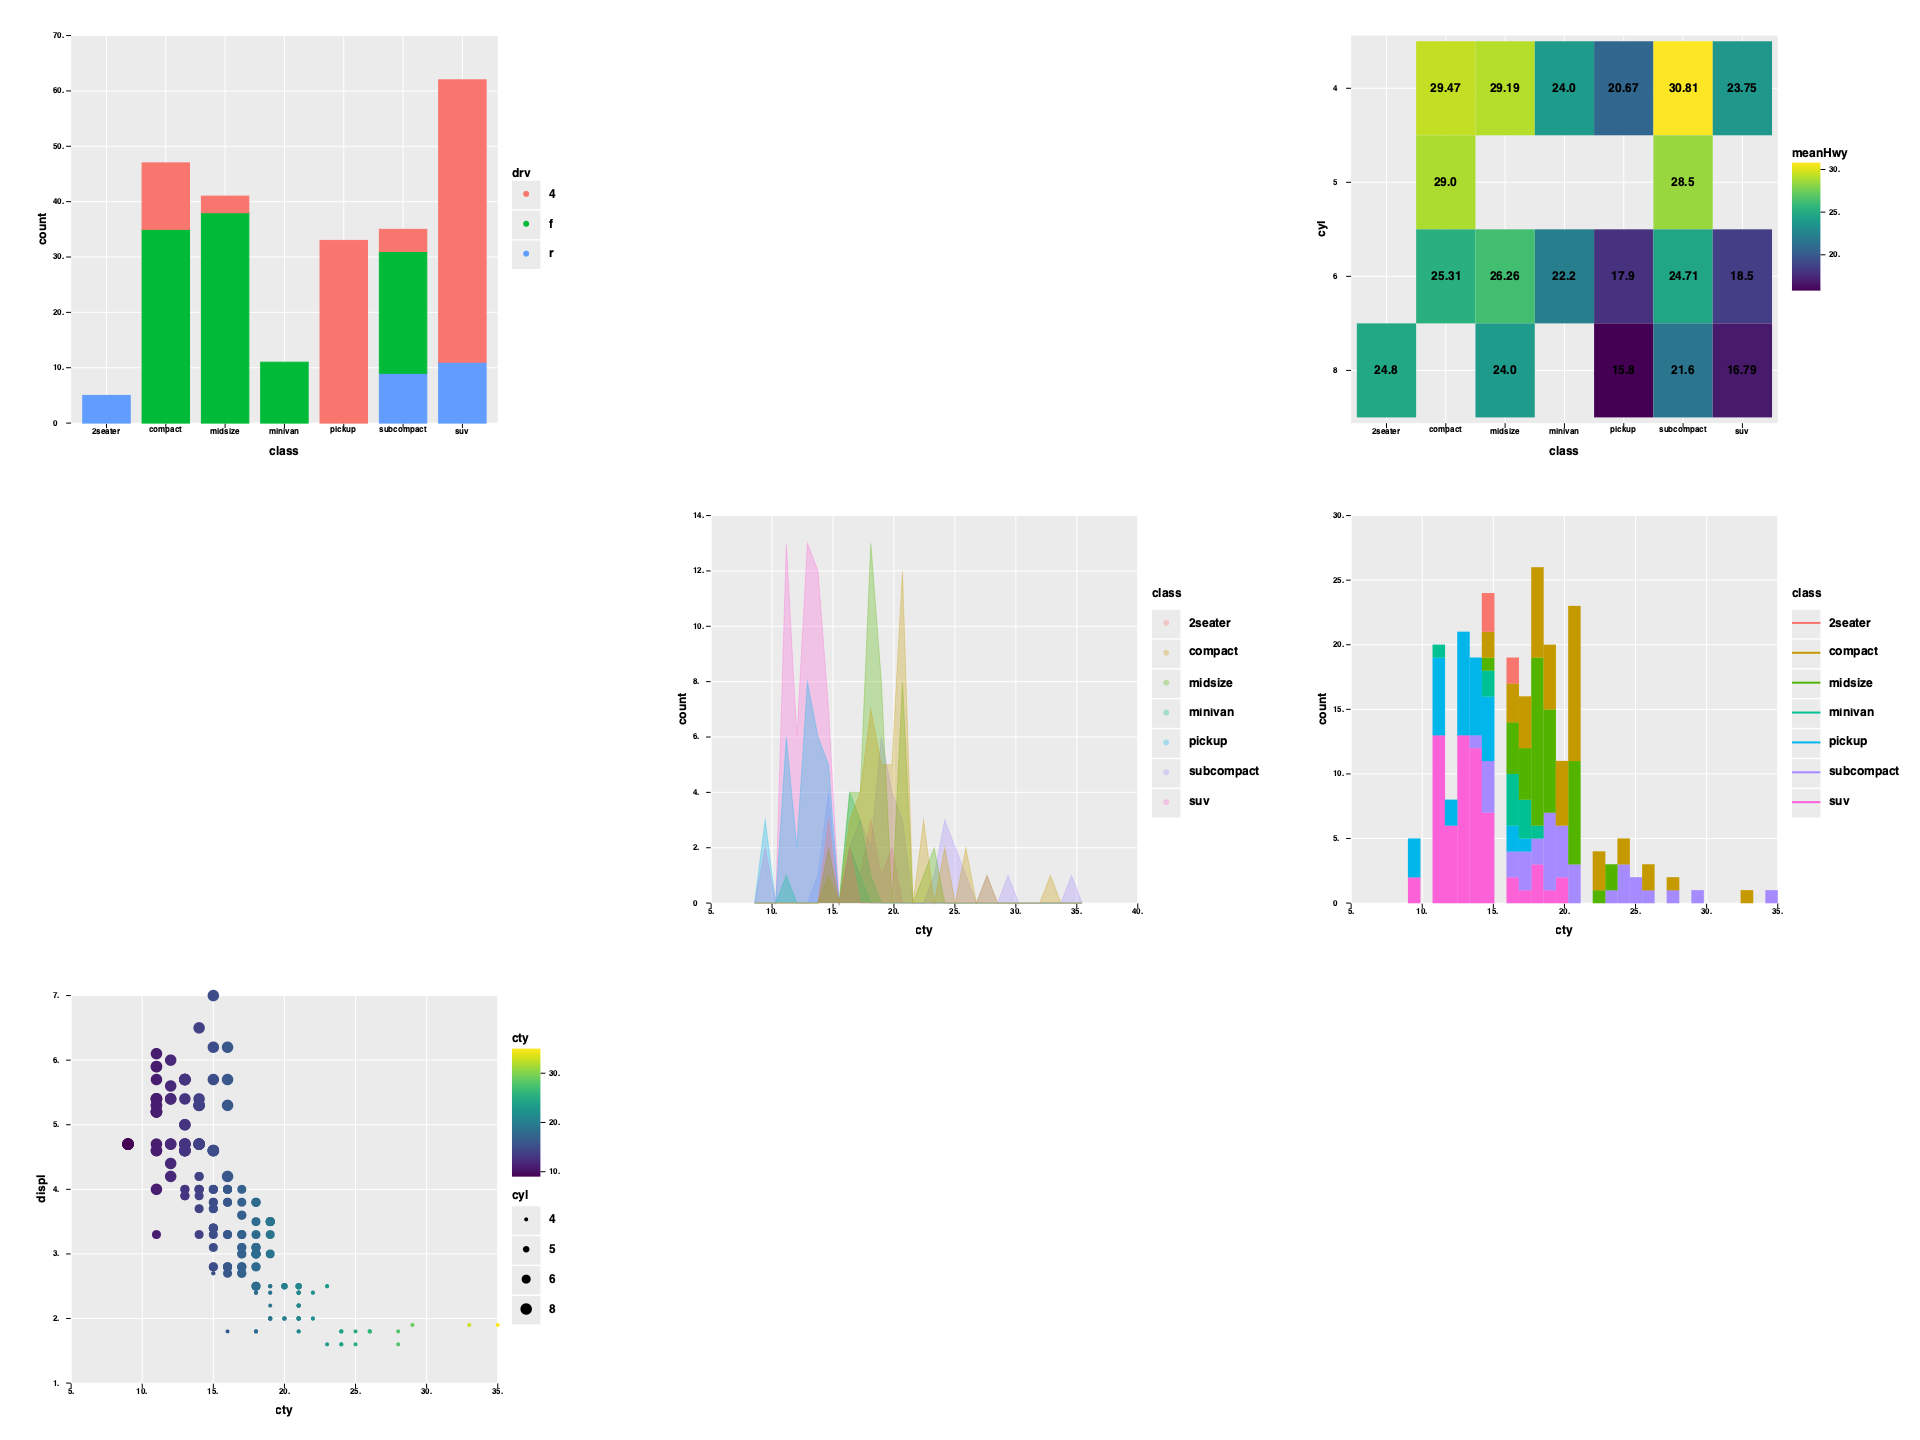 70.
60.
50.
40.
30.
20.
10.
0
count
2seater compact midsize minivan pickup subcompact suv
class
drv
4
f
r
4
5
6
8
cyl
29.47 29.19 24.0 20.67 30.81 23.75
29.0 28.5
25.31 26.26 22.2 17.9 24.71 18.5
24.8 24.0 15.8 21.6 16.79
2seater compact midsize minivan pickup subcompact suv
class
meanHwy
30.
25.
20.
14.
12.
10.
8.
6.
4.
2.
0
count
5. 10. 15. 20. 25. 30. 35. 40.
cty
class
2seater
compact
midsize
minivan
pickup
subcompact
suv
30.
25.
20.
15.
10.
5.
0
count
5. 10. 15. 20. 25. 30. 35.
cty
class
2seater
compact
midsize
minivan
pickup
subcompact
suv
7.
6.
5.
4.
3.
2.
1.
displ
5. 10. 15. 20. 25. 30. 35.
cty
cty
30.
20.
10.
cyl
4
5
6
8